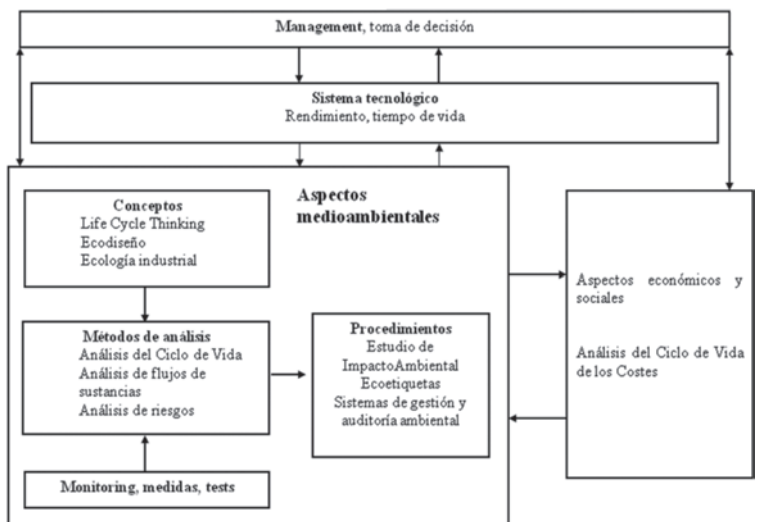 Management, toma de decisión
Sistema tecnológico
Rendimiento, tiempo de vida
Aspectos
medioambientales
Conceptos
Life Cycle Thinking
Ecodiseño
Ecología industrial
Métodos de análisis
Análisis del Ciclo de Vida
Análisis de flujos de
sustancias
Análisis de riesgos
Monitoring, medidas, tests
Procedimientos
Estudio de
ImpactoAmbiental
Ecoetiquetas
Sistemas de gestión y
auditoría ambiental
Aspectos económicos y
sociales
Análisis del Ciclo de Vida
de los Costes